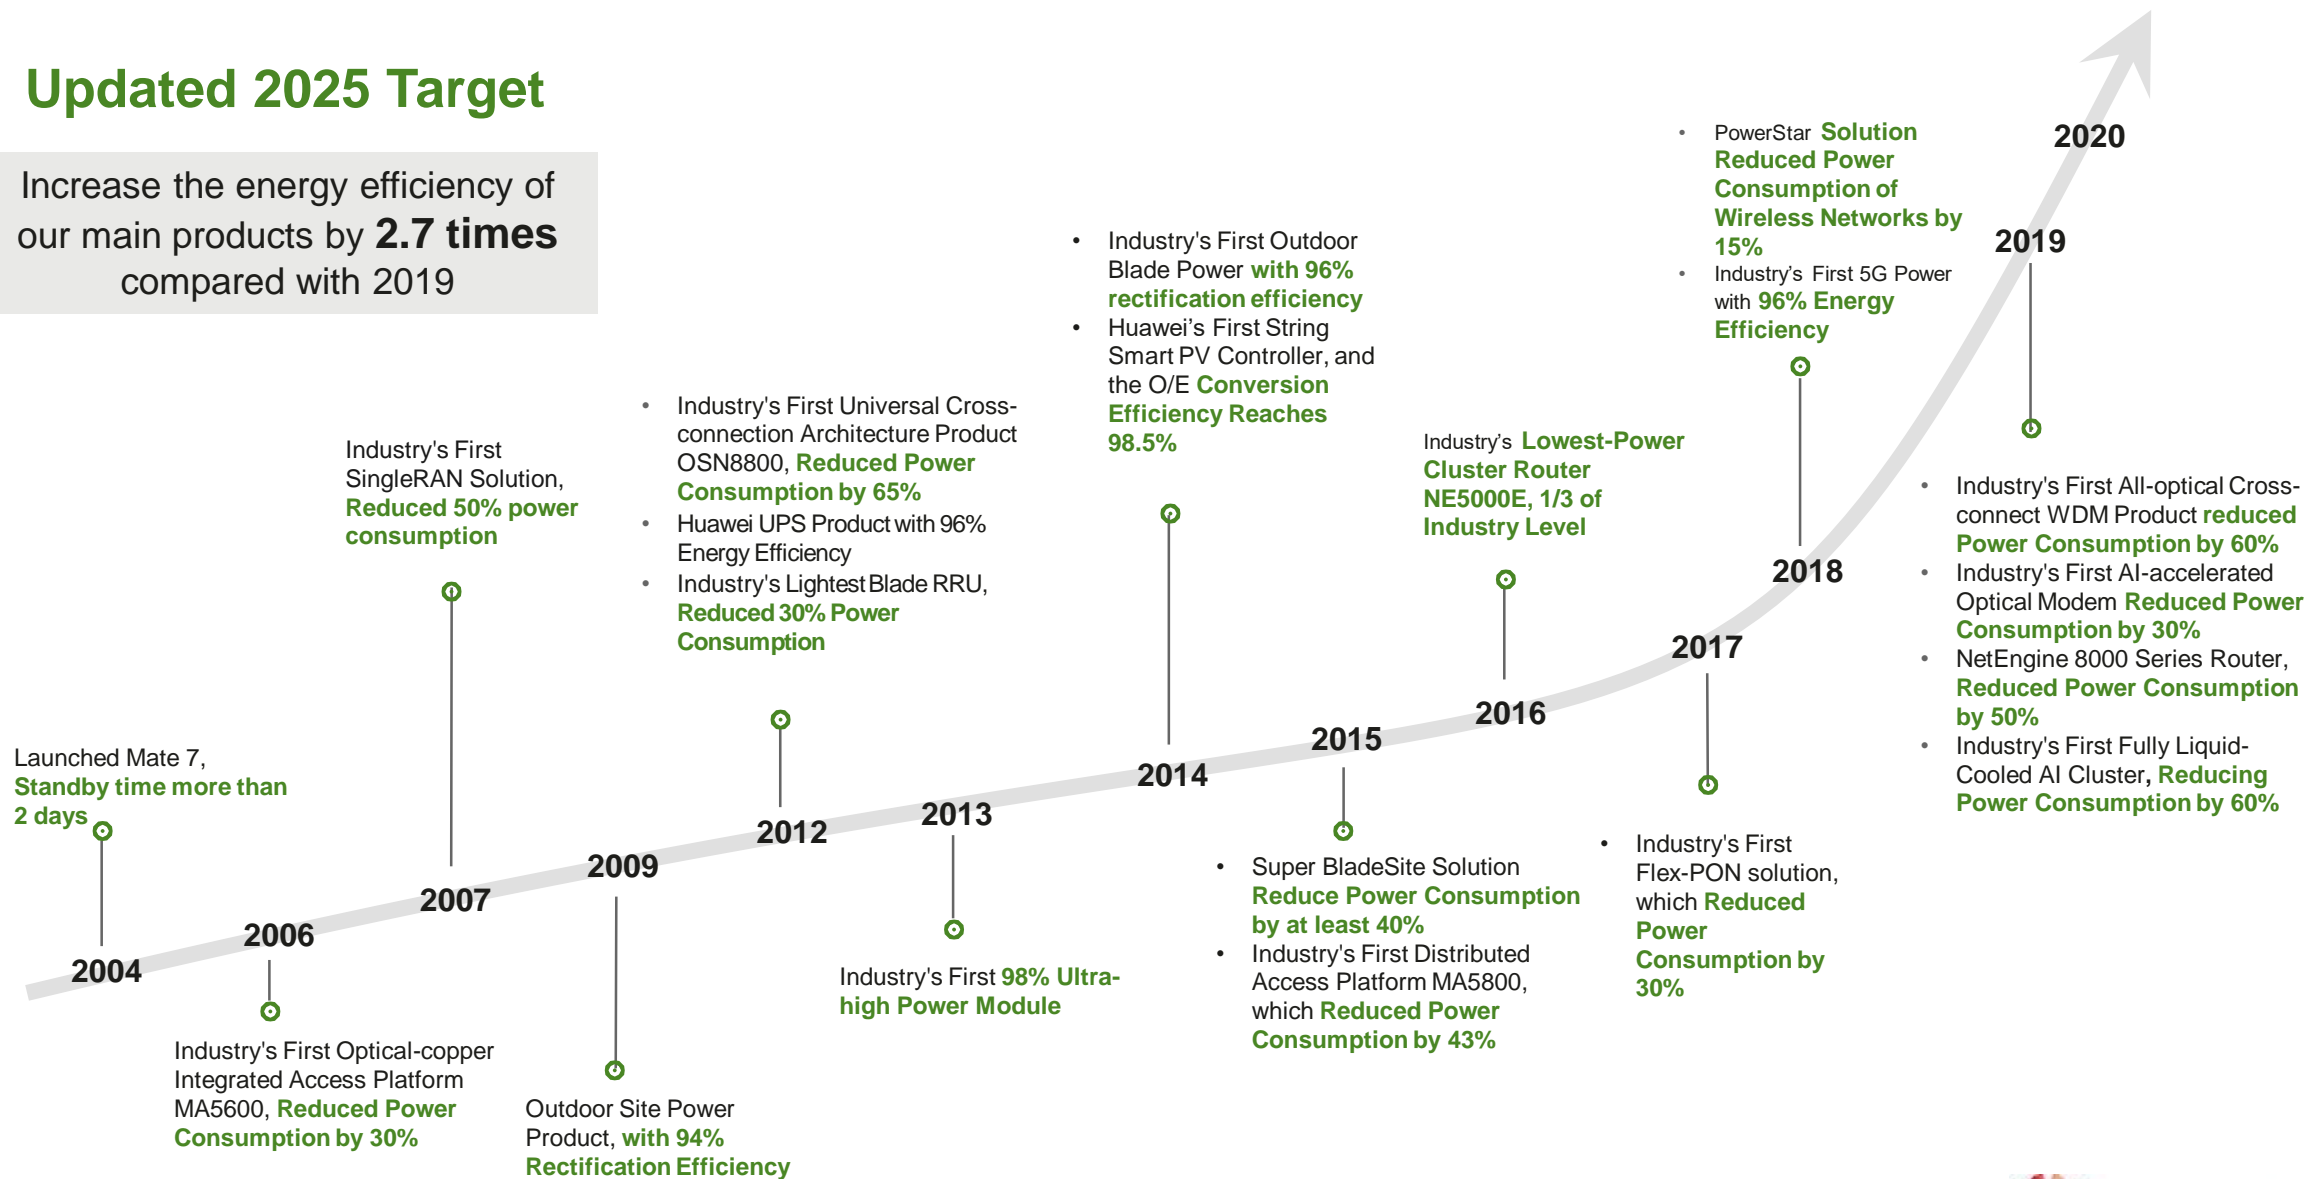 Updated 2025 Target
Increase the energy efficiency of
our main products by 2.7 times
compared with 2019
Launched Mate 7,
Standby time more than
2 days
2004
2006
Industry's First Optical-copper
Integrated Access Platform
MA5600, Reduced Power
Consumption by 30%
Industry's First
SingleRAN Solution,
Reduced 50% power
consumption
2007
2009
Outdoor Site Power
Product, with 94%
Rectification Efficiency
• Industry's First Universal Cross-
connection Architecture Product
OSN8800, Reduced Power
Consumption by 65%
• Huawei UPS Product with 96%
Energy Efficiency
• Industry's Lightest Blade RRU,
Reduced 30% Power
Consumption
2012
2013
Industry's First 98% Ultra-
high Power Module
• Industry's First Outdoor
Blade Power with 96%
rectification efficiency
• Huawei’s First String
Smart PV Controller, and
the O/E Conversion
Efficiency Reaches
98.5%
2014
2015
• Super BladeSite Solution
Reduce Power Consumption
by at least 40%
• Industry's First Distributed
Access Platform MA5800,
which Reduced Power
Consumption by 43%
Industry’s Lowest-Power
Cluster Router
NE5000E, 1/3 of
Industry Level
2016
2017
• Industry's First
Flex-PON solution,
which Reduced
Power
Consumption by
30%
• PowerStar Solution
Reduced Power
Consumption of
Wireless Networks by
15%
• Industry’s First 5G Power
with 96% Energy
Efficiency
2018
2019
• Industry's First All-optical Cross-
connect WDM Product reduced
Power Consumption by 60%
• Industry's First AI-accelerated
Optical Modem Reduced Power
Consumption by 30%
• NetEngine 8000 Series Router,
Reduced Power Consumption
by 50%
• Industry's First Fully Liquid-
Cooled AI Cluster, Reducing
Power Consumption by 60%
2020